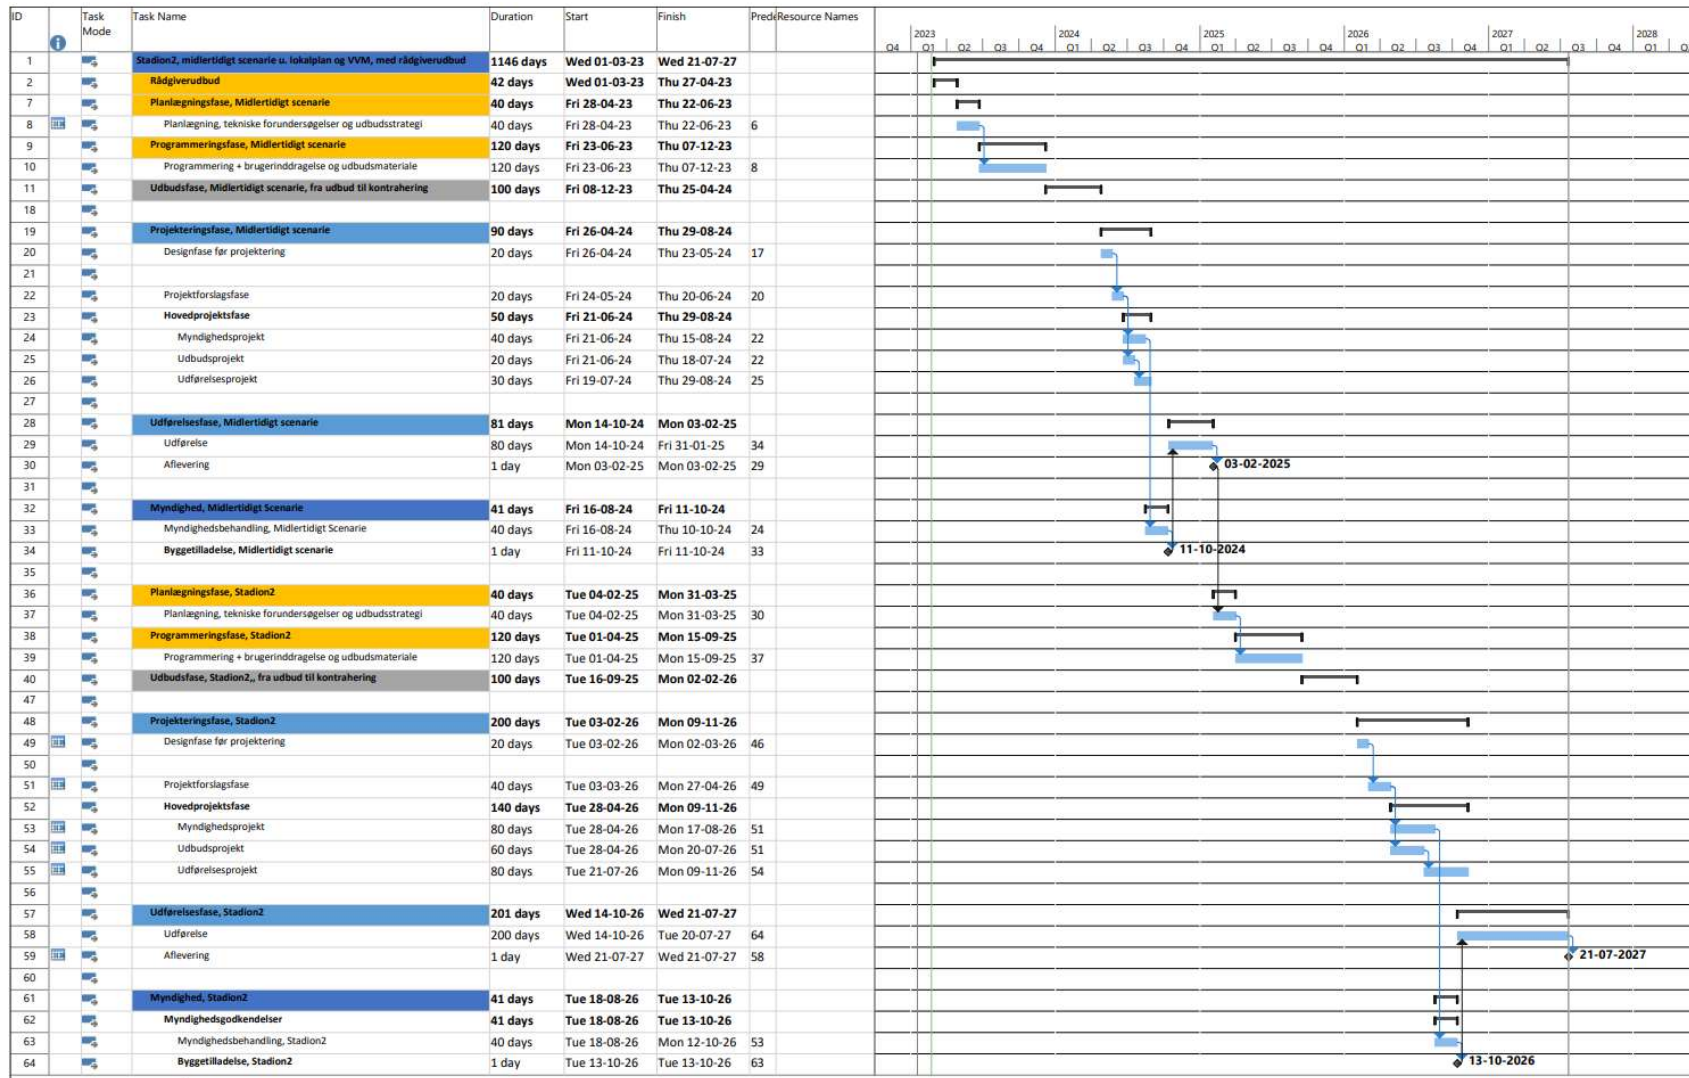 ID Task Mode Task Name Duration Start Finish Prede Resource Names
2023 2024 2025 2026 2027 2028
Q4 Q1 Q2 Q3 Q4 Q1 Q2 Q3 Q4 Q1 Q2 Q3 Q4 Q1 Q2 Q3 Q4 Q1 Q2 Q3 Q4 Q1 Q
1 Stadion2, midlertidigt scenarie u. lokalplan og VVM, med rådgiverudbud 1146 days Wed 01-03-23 Wed 21-07-27
2 Rådgiverudbud 42 days Wed 01-03-23 Thu 27-04-23
7 Planlægningsfase, Midlertidigt scenarie 40 days Fri 28-04-23 Thu 22-06-23
8 Planlægning, tekniske forundersøgelser og udbudsstrategi 40 days Fri 28-04-23 Thu 22-06-23 6
9 Programmeringsfase, Midlertidigt scenarie 120 days Fri 23-06-23 Thu 07-12-23
10 Programmering + brugerinddragelse og udbudsmateriale 120 days Fri 23-06-23 Thu 07-12-23 8
11 Udbudsfase, Midlertidigt scenarie, fra udbud til kontrahering 100 days Fri 08-12-23 Thu 25-04-24
18
19 Projekteringsfase, Midlertidigt scenarie 90 days Fri 26-04-24 Thu 29-08-24
20 Designfase før projektering 20 days Fri 26-04-24 Thu 23-05-24 17
21
22 Projektforslagsfase 20 days Fri 24-05-24 Thu 20-06-24 20
23 Hovedprojektsfase 50 days Fri 21-06-24 Thu 29-08-24
24 Myndighedsprojekt 40 days Fri 21-06-24 Thu 15-08-24 22
25 Udbudsprojekt 20 days Fri 21-06-24 Thu 18-07-24 22
26 Udførelsesprojekt 30 days Fri 19-07-24 Thu 29-08-24 25
27
28 Udførelsesfase, Midlertidigt scenarie 81 days Mon 14-10-24 Mon 03-02-25
29 Udførelse 80 days Mon 14-10-24 Fri 31-01-25 34
30 Aflevering 1 day Mon 03-02-25 Mon 03-02-25 29 03-02-2025
31
32 Myndighed, Midlertidigt Scenarie 41 days Fri 16-08-24 Fri 11-10-24
33 Myndighedsbehandling, Midlertidigt Scenarie 40 days Fri 16-08-24 Thu 10-10-24 24
34 Byggetilladelse, Midlertidigt scenarie 1 day Fri 11-10-24 Fri 11-10-24 33 11-10-2024
35
36 Planlægningsfase, Stadion2 40 days Tue 04-02-25 Mon 31-03-25
37 Planlægning, tekniske forundersøgelser og udbudsstrategi 40 days Tue 04-02-25 Mon 31-03-25 30
38 Programmeringsfase, Stadion2 120 days Tue 01-04-25 Mon 15-09-25
39 Programmering + brugerinddragelse og udbudsmateriale 120 days Tue 01-04-25 Mon 15-09-25 37
40 Udbudsfase, Stadion2,, fra udbud til kontrahering 100 days Tue 16-09-25 Mon 02-02-26
47
48 Projekteringsfase, Stadion2 200 days Tue 03-02-26 Mon 09-11-26
49 Designfase før projektering 20 days Tue 03-02-26 Mon 02-03-26 46
50
51 Projektforslagsfase 40 days Tue 03-03-26 Mon 27-04-26 49
52 Hovedprojektsfase 140 days Tue 28-04-26 Mon 09-11-26
53 Myndighedsprojekt 80 days Tue 28-04-26 Mon 17-08-26 51
54 Udbudsprojekt 60 days Tue 28-04-26 Mon 20-07-26 51
55 Udførelsesprojekt 80 days Tue 21-07-26 Mon 09-11-26 54
56
57 Udførelsesfase, Stadion2 201 days Wed 14-10-26 Wed 21-07-27
58 Udførelse 200 days Wed 14-10-26 Tue 20-07-27 64
59 Aflevering 1 day Wed 21-07-27 Wed 21-07-27 58 21-07-2027
60
61 Myndighed, Stadion2 41 days Tue 18-08-26 Tue 13-10-26
62 Myndighedsgodkendelser 41 days Tue 18-08-26 Tue 13-10-26
63 Myndighedsbehandling, Stadion2 40 days Tue 18-08-26 Mon 12-10-26 53
64 Byggetilladelse, Stadion2 1 day Tue 13-10-26 Tue 13-10-26 63 13-10-2026